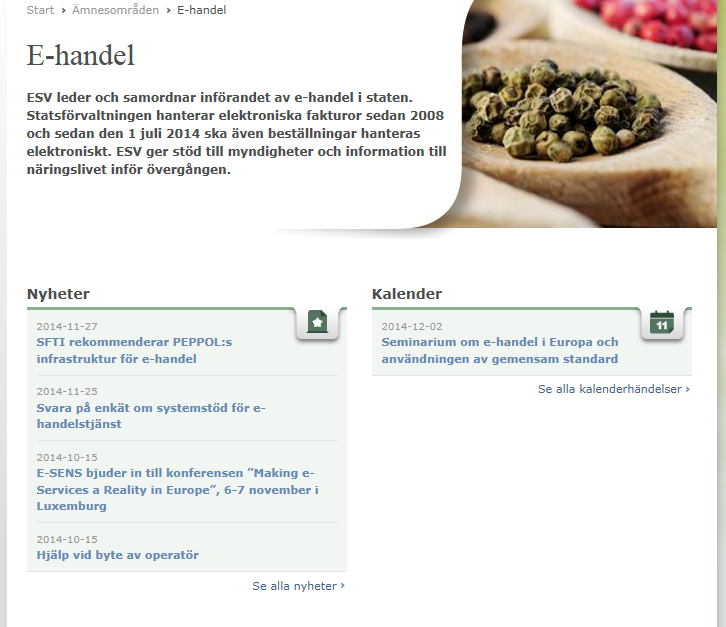 Start › Ämnesområden › E-handel
E-handel
ESV leder och samordnar införandet av e-handel i staten.
Statsförvaltningen hanterar elektroniska fakturor sedan 2008
och sedan den 1 juli 2014 ska även beställningar hanteras
elektroniskt. ESV ger stöd till myndigheter och information till
näringslivet inför övergången.
Nyheter
2014-11-27
SFTI rekommenderar PEPPOL:s
infrastruktur för e-handel
2014-11-25
Svara på enkät om systemstöd för e-
handelstjänst
2014-10-15
E-SENS bjuder in till konferensen ”Making e-
Services a Reality in Europe”, 6-7 november i
Luxemburg
2014-10-15
Hjälp vid byte av operatör
Se alla nyheter ›
Kalender
11
2014-12-02
Seminarium om e-handel i Europa och
användningen av gemensam standard
Se alla kalenderhändelser ›